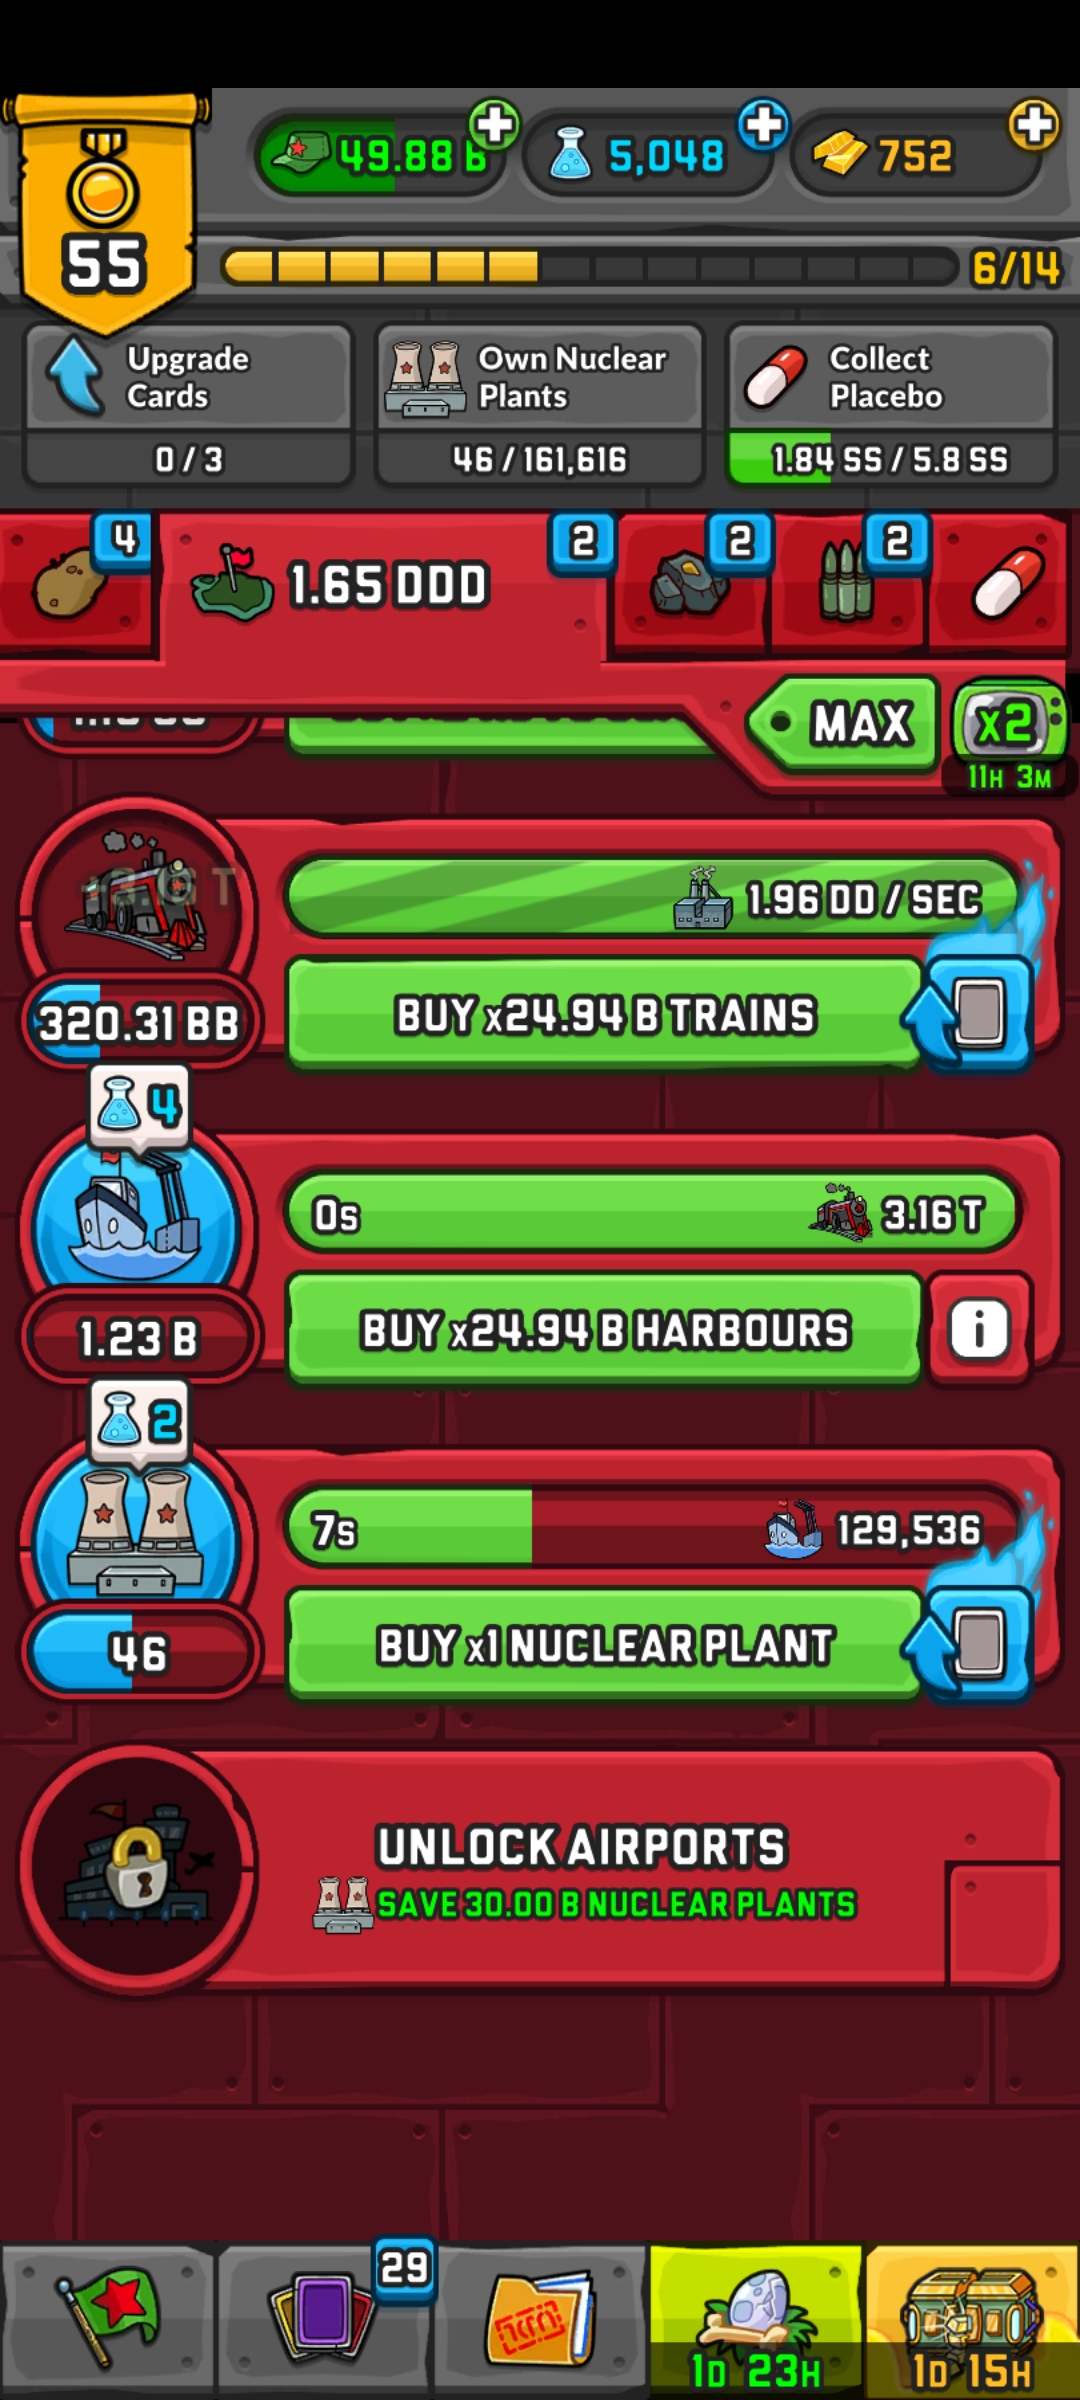 49.88 B
5,048
752
55
6/14
Upgrade
Cards
0 / 3
Own Nuclear
Plants
46 / 161,616
Collect
Placebo
1.84 SS / 5.8 SS
4
1.65 DDD
2
2
2
MAX
x2
11H 3M
1.96 DD / SEC
320.31 BB
BUY x24.94 B TRAINS
4
0s
3.16 T
1.23 B
BUY x24.94 B HARBOURS
i
2
7s
129,536
46
BUY x1 NUCLEAR PLANT
UNLOCK AIRPORTS
SAVE 30.00 B NUCLEAR PLANTS
29
1D 23H
1D 15H